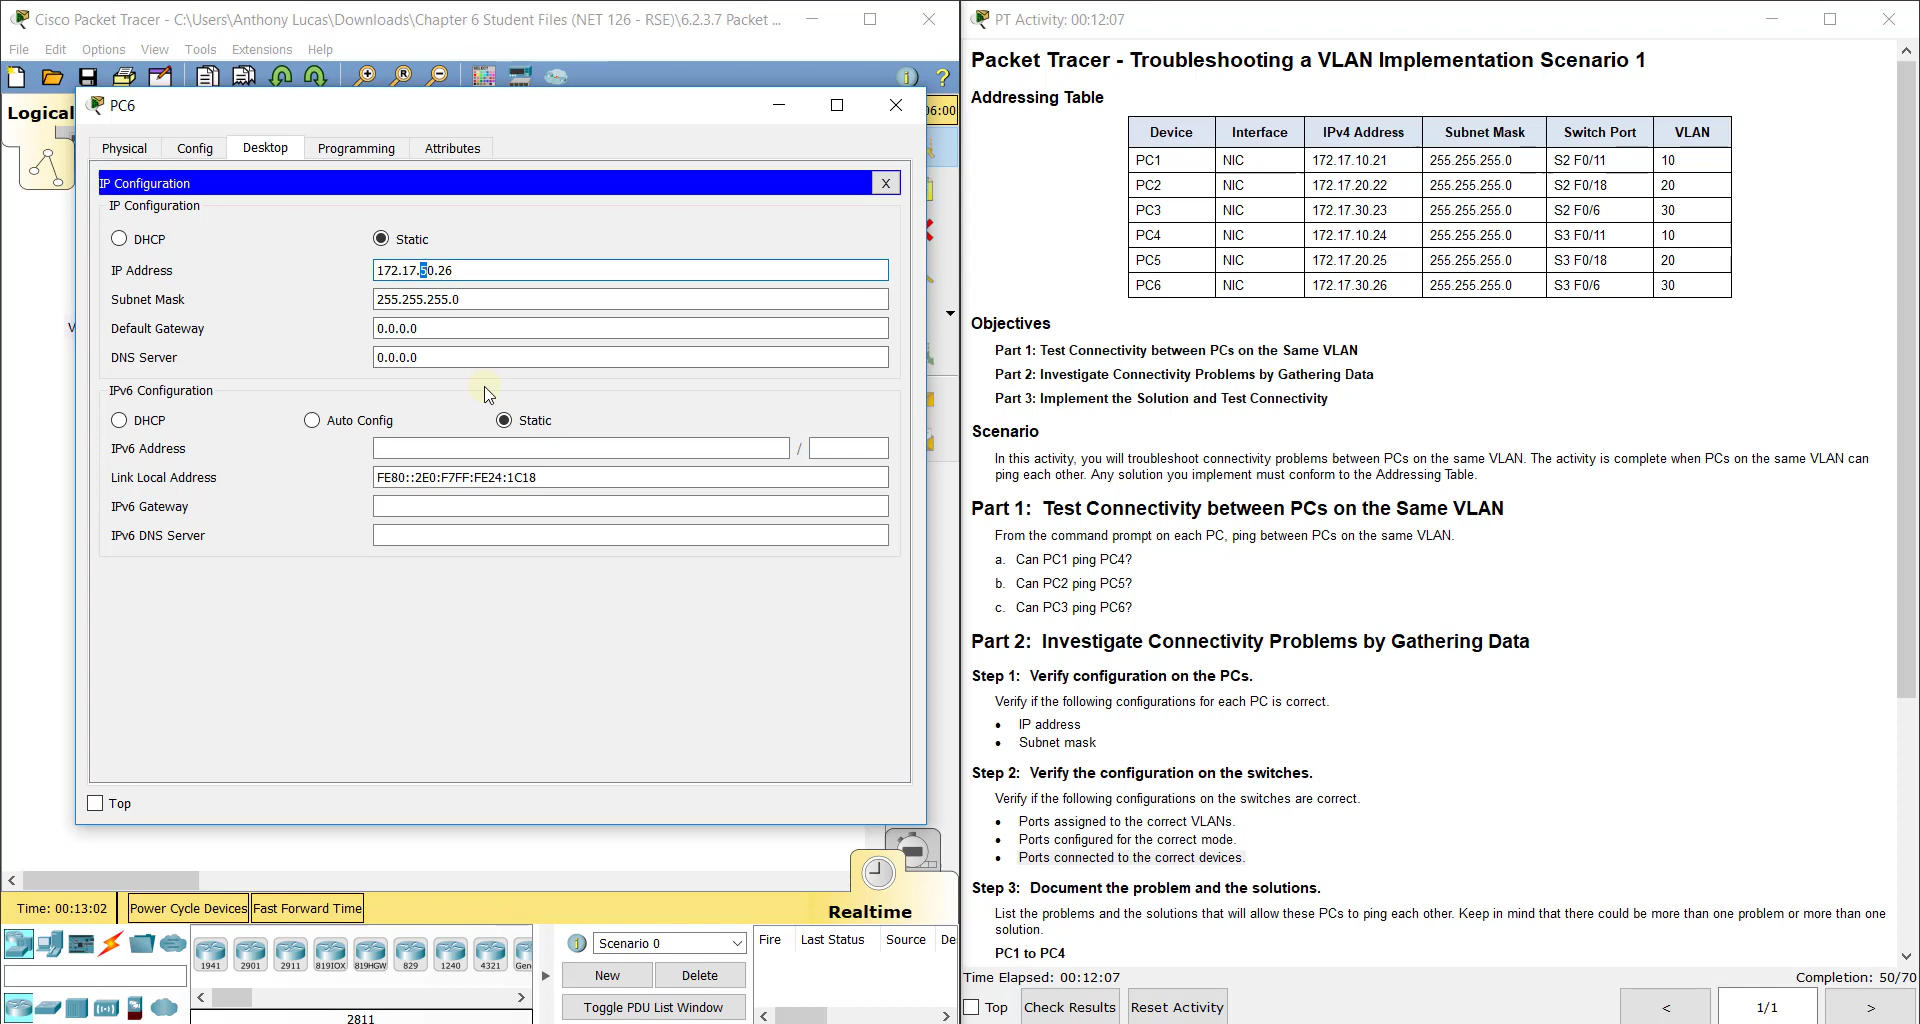 Cisco Packet Tracer - C:\Users\Anthony Lucas\Downloads\Chapter 6 Student Files (NET 126 - RSE)\6.2.3.7 Packet ...
File Edit Options View Tools Extensions Help
Logical
06:00
PC6
Physical Config Desktop Programming Attributes
IP Configuration X
IP Configuration
DHCP Static
IP Address 172.17.50.26
Subnet Mask 255.255.255.0
Default Gateway 0.0.0.0
DNS Server 0.0.0.0
IPv6 Configuration
DHCP Auto Config Static
IPv6 Address /
Link Local Address FE80::2E0:F7FF:FE24:1C18
IPv6 Gateway
IPv6 DNS Server
Top
Time: 00:13:02 Power Cycle Devices Fast Forward Time Realtime
1941 2901 2911 819IOX 819HGW 829 1240 4321 Gen
2811
Scenario 0
New Delete
Toggle PDU List Window
Fire Last Status Source De
PT Activity: 00:12:07
Packet Tracer - Troubleshooting a VLAN Implementation Scenario 1
Addressing Table
Device Interface IPv4 Address Subnet Mask Switch Port VLAN
PC1 NIC 172.17.10.21 255.255.255.0 S2 F0/11 10
PC2 NIC 172.17.20.22 255.255.255.0 S2 F0/18 20
PC3 NIC 172.17.30.23 255.255.255.0 S2 F0/6 30
PC4 NIC 172.17.10.24 255.255.255.0 S3 F0/11 10
PC5 NIC 172.17.20.25 255.255.255.0 S3 F0/18 20
PC6 NIC 172.17.30.26 255.255.255.0 S3 F0/6 30
Objectives
Part 1: Test Connectivity between PCs on the Same VLAN
Part 2: Investigate Connectivity Problems by Gathering Data
Part 3: Implement the Solution and Test Connectivity
Scenario
In this activity, you will troubleshoot connectivity problems between PCs on the same VLAN. The activity is complete when PCs on the same VLAN can
ping each other. Any solution you implement must conform to the Addressing Table.
Part 1: Test Connectivity between PCs on the Same VLAN
From the command prompt on each PC, ping between PCs on the same VLAN.
a. Can PC1 ping PC4?
b. Can PC2 ping PC5?
c. Can PC3 ping PC6?
Part 2: Investigate Connectivity Problems by Gathering Data
Step 1: Verify configuration on the PCs.
Verify if the following configurations for each PC is correct.
• IP address
• Subnet mask
Step 2: Verify the configuration on the switches.
Verify if the following configurations on the switches are correct.
• Ports assigned to the correct VLANs.
• Ports configured for the correct mode.
• Ports connected to the correct devices.
Step 3: Document the problem and the solutions.
List the problems and the solutions that will allow these PCs to ping each other. Keep in mind that there could be more than one problem or more than one
solution.
PC1 to PC4
Time Elapsed: 00:12:07 Completion: 50/70
Top Check Results Reset Activity < 1/1 >